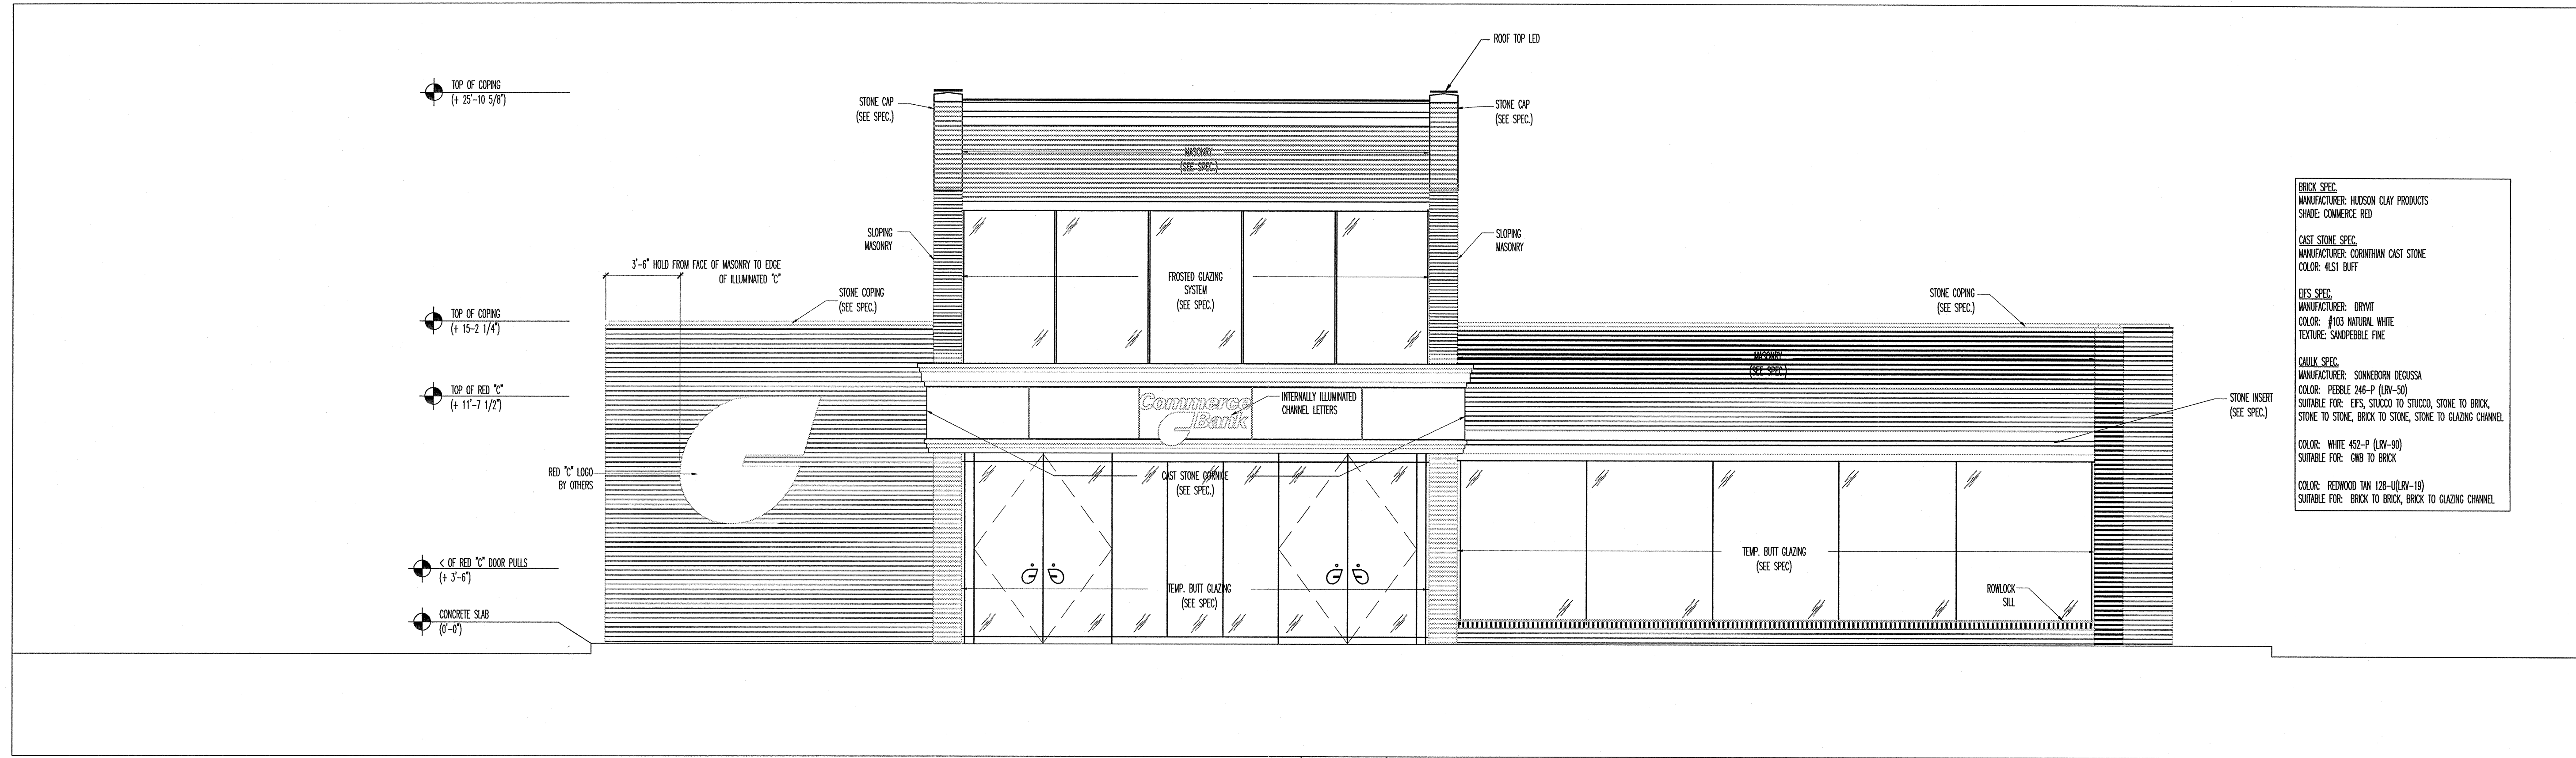 ROOF TOP LED
TOP OF COPING
(+ 25'-10 5/8")
STONE CAP
(SEE SPEC.)
STONE CAP
(SEE SPEC.)
MASONRY
(SEE SPEC.)
SLOPING
MASONRY
SLOPING
MASONRY
3'-6" HOLD FROM FACE OF MASONRY TO EDGE
OF ILLUMINATED "C"
FROSTED GLAZING
SYSTEM
(SEE SPEC.)
STONE COPING
(SEE SPEC.)
STONE COPING
(SEE SPEC.)
TOP OF COPING
(+ 15-2 1/4")
MASONRY
(SEE SPEC.)
TOP OF RED "C"
(+ 11'-7 1/2")
Commerce
Bank
INTERNALLY ILLUMINATED
CHANNEL LETTERS
STONE INSERT
(SEE SPEC.)
RED "C" LOGO
BY OTHERS
CAST STONE CORNICE
(SEE SPEC.)
TEMP. BUTT GLAZING
(SEE SPEC)
< OF RED "C" DOOR PULLS
(+ 3'-6")
TEMP. BUTT GLAZING
(SEE SPEC)
ROWLOCK
SILL
CONCRETE SLAB
(0'-0")
BRICK SPEC.
MANUFACTURER: HUDSON CLAY PRODUCTS
SHADE: COMMERCE RED
CAST STONE SPEC.
MANUFACTURER: CORINTHIAN CAST STONE
COLOR: 4LS1 BUFF
EIFS SPEC.
MANUFACTURER: DRYVIT
COLOR: #103 NATURAL WHITE
TEXTURE: SANDPEBBLE FINE
CAULK SPEC.
MANUFACTURER: SONNEBORN DEGUSSA
COLOR: PEBBLE 246-P (LRV-50)
SUITABLE FOR: EIFS, STUCCO TO STUCCO, STONE TO BRICK,
STONE TO STONE, BRICK TO STONE, STONE TO GLAZING CHANNEL
COLOR: WHITE 452-P (LRV-90)
SUITABLE FOR: GWB TO BRICK
COLOR: REDWOOD TAN 128-U(LRV-19)
SUITABLE FOR: BRICK TO BRICK, BRICK TO GLAZING CHANNEL